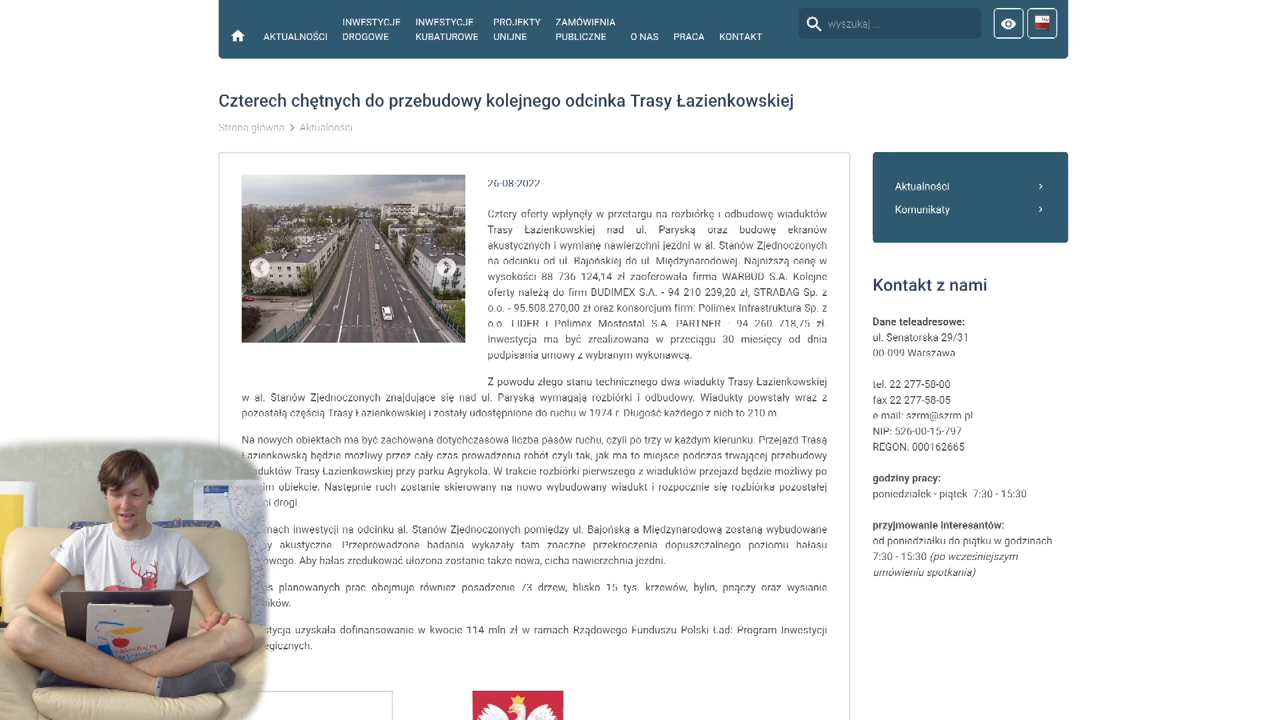 AKTUALNOŚCI
INWESTYCJE
DROGOWE
INWESTYCJE
KUBATUROWE
PROJEKTY
UNIJNE
ZAMÓWIENIA
PUBLICZNE
O NAS
PRACA
KONTAKT
wyszukaj ...
Czterech chętnych do przebudowy kolejnego odcinka Trasy Łazienkowskiej
Strona główna > Aktualności
26-08-2022
Cztery oferty wpłynęły w przetargu na rozbiórkę i odbudowę wiaduktów
Trasy Łazienkowskiej nad ul. Paryską oraz budowę ekranów
akustycznych i wymianę nawierzchni jezdni w al. Stanów Zjednoczonych
na odcinku od ul. Bajońskiej do ul. Międzynarodowej. Najniższą cenę w
wysokości 88 736 124,14 zł zaoferowała firma WARBUD S.A. Kolejne
oferty należą do firm BUDIMEX S.A. - 94 210 239,20 zł, STRABAG Sp. z
o.o. - 95.508.270,00 zł oraz konsorcjum firm: Polimex Infrastruktura Sp. z
o.o. LIDER i Polimex Mostostal S.A. PARTNER - 94 260 718,75 zł.
Inwestycja ma być zrealizowana w przeciągu 30 miesięcy od dnia
podpisania umowy z wybranym wykonawcą.
Z powodu złego stanu technicznego dwa wiadukty Trasy Łazienkowskiej
w al. Stanów Zjednoczonych znajdujące się nad ul. Paryską wymagają rozbiórki i odbudowy. Wiadukty powstały wraz z
pozostałą częścią Trasy Łazienkowskiej i zostały udostępnione do ruchu w 1974 r. Długość każdego z nich to 210 m.
Na nowych obiektach ma być zachowana dotychczasowa liczba pasów ruchu, czyli po trzy w każdym kierunku. Przejazd Trasą
Łazienkowską będzie możliwy przez cały czas prowadzenia robót czyli tak, jak ma to miejsce podczas trwającej przebudowy
wiaduktów Trasy Łazienkowskiej przy parku Agrykola. W trakcie rozbiórki pierwszego z wiaduktów przejazd będzie możliwy po
obiekcie. Następnie ruch zostanie skierowany na nowo wybudowany wiadukt i rozpocznie się rozbiórka pozostałej
drogi.
inwestycji na odcinku al. Stanów Zjednoczonych pomiędzy ul. Bajońską a Międzynarodową zostaną wybudowane
akustyczne. Przeprowadzone badania wykazały tam znaczne przekroczenia dopuszczalnego poziomu hałasu
Aby hałas zredukować ułożona zostanie także nowa, cicha nawierzchnia jezdni.
planowanych prac obejmuje również posadzenie 73 drzew, blisko 15 tys. krzewów, bylin, pnączy oraz wysianie
uzyskała dofinansowanie w kwocie 114 mln zł w ramach Rządowego Funduszu Polski Ład: Program Inwestycji
Aktualności
Komunikaty
Kontakt z nami
Dane teleadresowe:
ul. Senatorska 29/31
00-099 Warszawa
tel. 22 277-58-00
fax 22 277-58-05
e-mail: szrm@szrm.pl
NIP: 526-00-15-797
REGON: 000162665
godziny pracy:
poniedziałek - piątek 7:30 - 15:30
przyjmowanie interesantów:
od poniedziałku do piątku w godzinach
7:30 - 15:30 (po wcześniejszym
umówieniu spotkania)